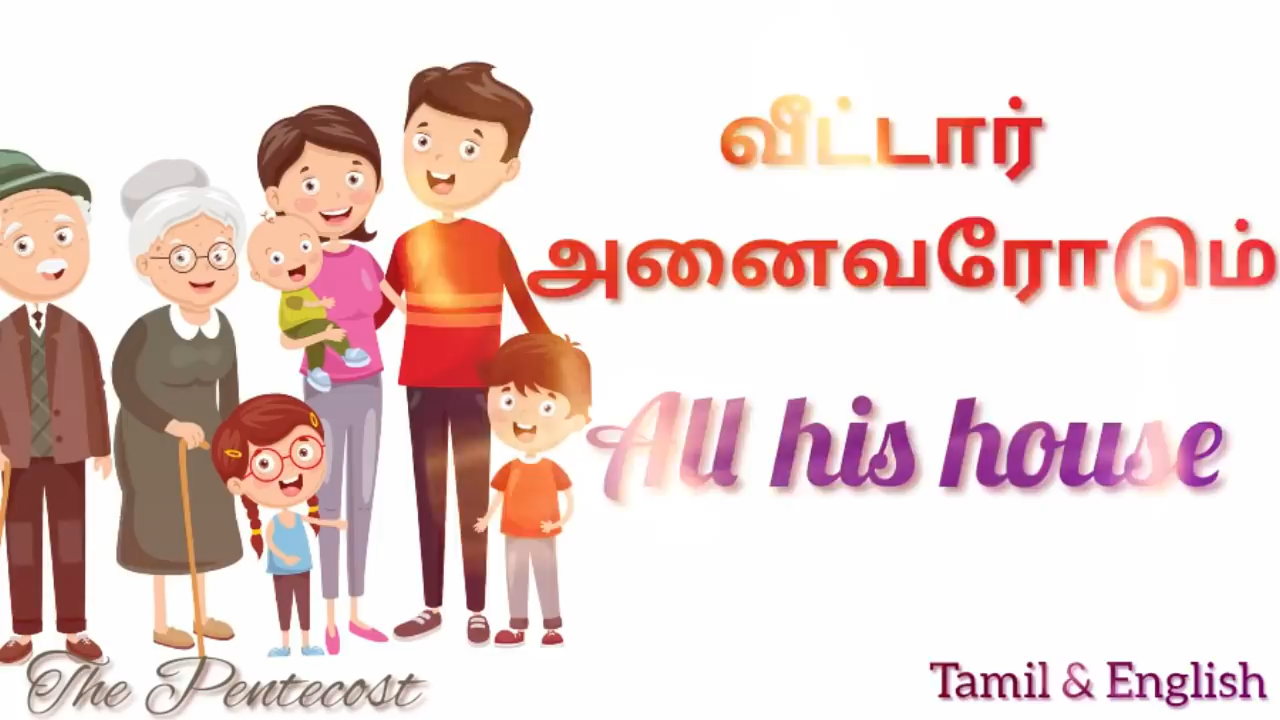 வீட்டார்
அனைவரோடும்
All his house
The Pentecost
Tamil & English